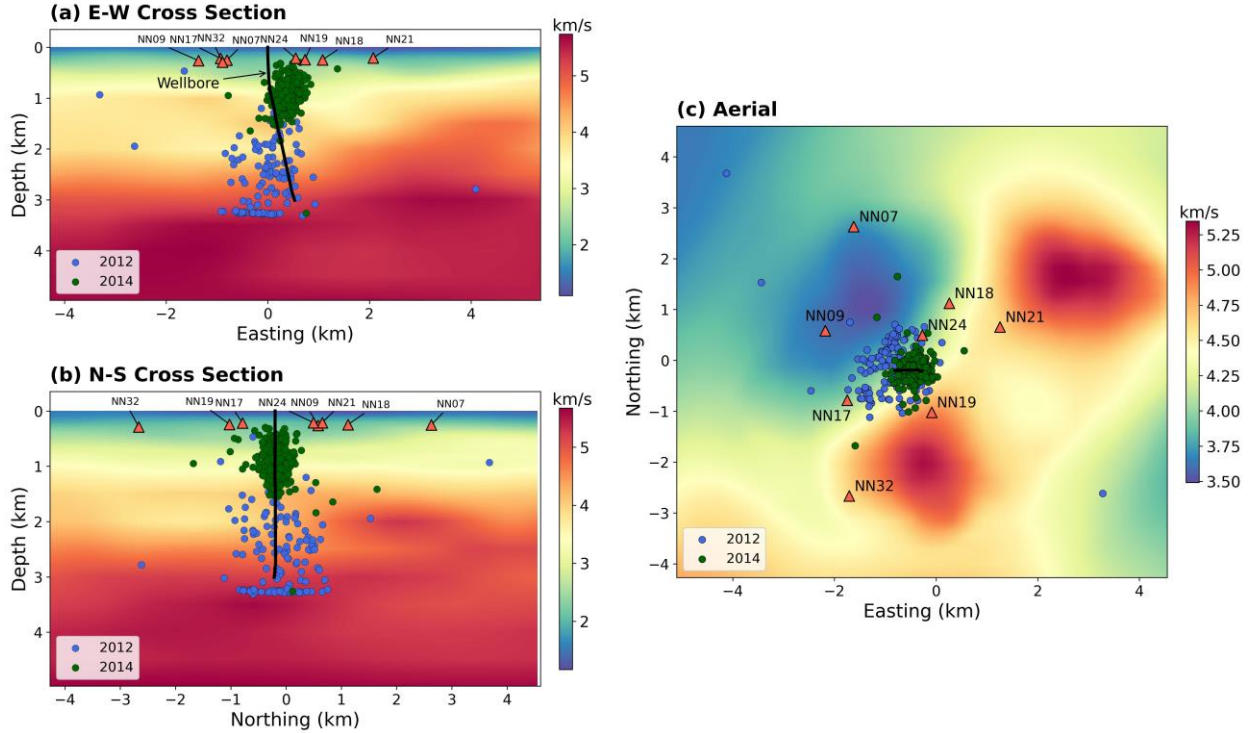 (a) E-W Cross Section
km/s
NN09 NN17 NN32 NN07 NN24 NN19 NN18 NN21
Wellbore
0
1
2
3
4
Depth (km)
5
4
3
2
2012
2014
−4 −2 0 2 4
Easting (km)
(b) N-S Cross Section
km/s
NN32 NN19 NN17 NN24 NN09 NN21 NN18 NN07
0
1
2
3
4
Depth (km)
5
4
3
2
2012
2014
−4 −3 −2 −1 0 1 2 3 4
Northing (km)
(c) Aerial
km/s
4
3
2
1
0
−1
−2
−3
−4
Northing (km)
NN07
NN18
NN09
NN24
NN21
NN17
NN19
NN32
5.25
5.00
4.75
4.50
4.25
4.00
3.75
3.50
2012
2014
−4 −2 0 2 4
Easting (km)